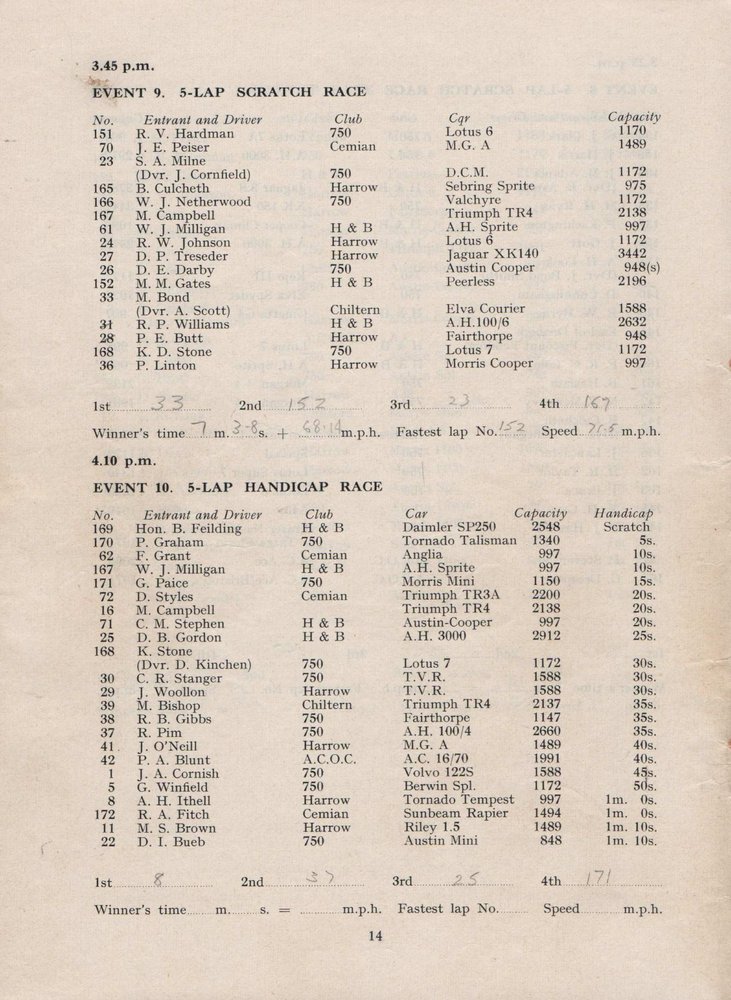 3.45 p.m.
EVENT 9. 5-LAP SCRATCH RACE
No. Entrant and Driver Club Car Capacity
151 R. V. Hardman 750 Lotus 6 1170
70 J. E. Peiser Cemian M.G. A 1489
23 S. A. Milne
(Dvr. J. Cornfield) 750 D.C.M. 1172
165 B. Culcheth Harrow Sebring Sprite 975
166 W. J. Netherwood 750 Valchyre 1172
167 M. Campbell Triumph TR4 2138
61 W. J. Milligan H & B A.H. Sprite 997
24 R. W. Johnson Harrow Lotus 6 1172
27 D. P. Treseder Harrow Jaguar XK140 3442
26 D. E. Darby 750 Austin Cooper 948(s)
152 M. M. Gates H & B Peerless 2196
33 M. Bond
(Dvr. A. Scott) Chiltern Elva Courier 1588
31 R. P. Williams H & B A.H.100/6 2632
28 P. E. Butt Harrow Fairthorpe 948
168 K. D. Stone 750 Lotus 7 1172
36 P. Linton Harrow Morris Cooper 997
1st 33 2nd 152 3rd 23 4th 167
Winner's time 7 m. 3·8 s. + 68·14 m.p.h. Fastest lap No. 152 Speed 71·5 m.p.h.
4.10 p.m.
EVENT 10. 5-LAP HANDICAP RACE
No. Entrant and Driver Club Car Capacity Handicap
169 Hon. B. Feilding H & B Daimler SP250 2548 Scratch
170 P. Graham 750 Tornado Talisman 1340 5s.
62 F. Grant Cemian Anglia 997 10s.
167 W. J. Milligan H & B A.H. Sprite 997 10s.
171 G. Paice 750 Morris Mini 1150 15s.
72 D. Styles Cemian Triumph TR3A 2200 20s.
16 M. Campbell Triumph TR4 2138 20s.
71 C. M. Stephen H & B Austin-Cooper 997 20s.
25 D. B. Gordon H & B A.H. 3000 2912 25s.
168 K. Stone
(Dvr. D. Kinchen) 750 Lotus 7 1172 30s.
30 C. R. Stanger 750 T.V.R. 1588 30s.
29 J. Woollon Harrow T.V.R. 1588 30s.
39 M. Bishop Chiltern Triumph TR4 2137 35s.
38 R. B. Gibbs 750 Fairthorpe 1147 35s.
37 R. Pim 750 A.H. 100/4 2660 35s.
41 J. O'Neill Harrow M.G. A 1489 40s.
42 P. A. Blunt A.C.O.C. A.C. 16/70 1991 40s.
1 J. A. Cornish 750 Volvo 122S 1588 45s.
5 G. Winfield 750 Berwin Spl. 1172 50s.
8 A. H. Ithell Harrow Tornado Tempest 997 1m. 0s.
172 R. A. Fitch Cemian Sunbeam Rapier 1494 1m. 0s.
11 M. S. Brown Harrow Riley 1.5 1489 1m. 10s.
22 D. I. Bueb 750 Austin Mini 848 1m. 10s.
1st 8 2nd 37 3rd 25 4th 171
Winner's time m. s. = m.p.h. Fastest lap No. Speed m.p.h.
14